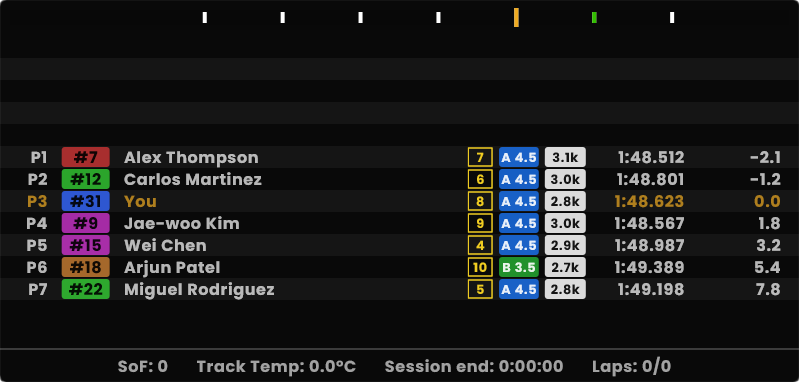 P1 #7 Alex Thompson 7 A 4.5 3.1k 1:48.512 -2.1
P2 #12 Carlos Martinez 6 A 4.5 3.0k 1:48.801 -1.2
P3 #31 You 8 A 4.5 2.8k 1:48.623 0.0
P4 #9 Jae-woo Kim 9 A 4.5 3.0k 1:48.567 1.8
P5 #15 Wei Chen 4 A 4.5 2.9k 1:48.987 3.2
P6 #18 Arjun Patel 10 B 3.5 2.7k 1:49.389 5.4
P7 #22 Miguel Rodriguez 5 A 4.5 2.8k 1:49.198 7.8
SoF: 0 Track Temp: 0.0°C Session end: 0:00:00 Laps: 0/0